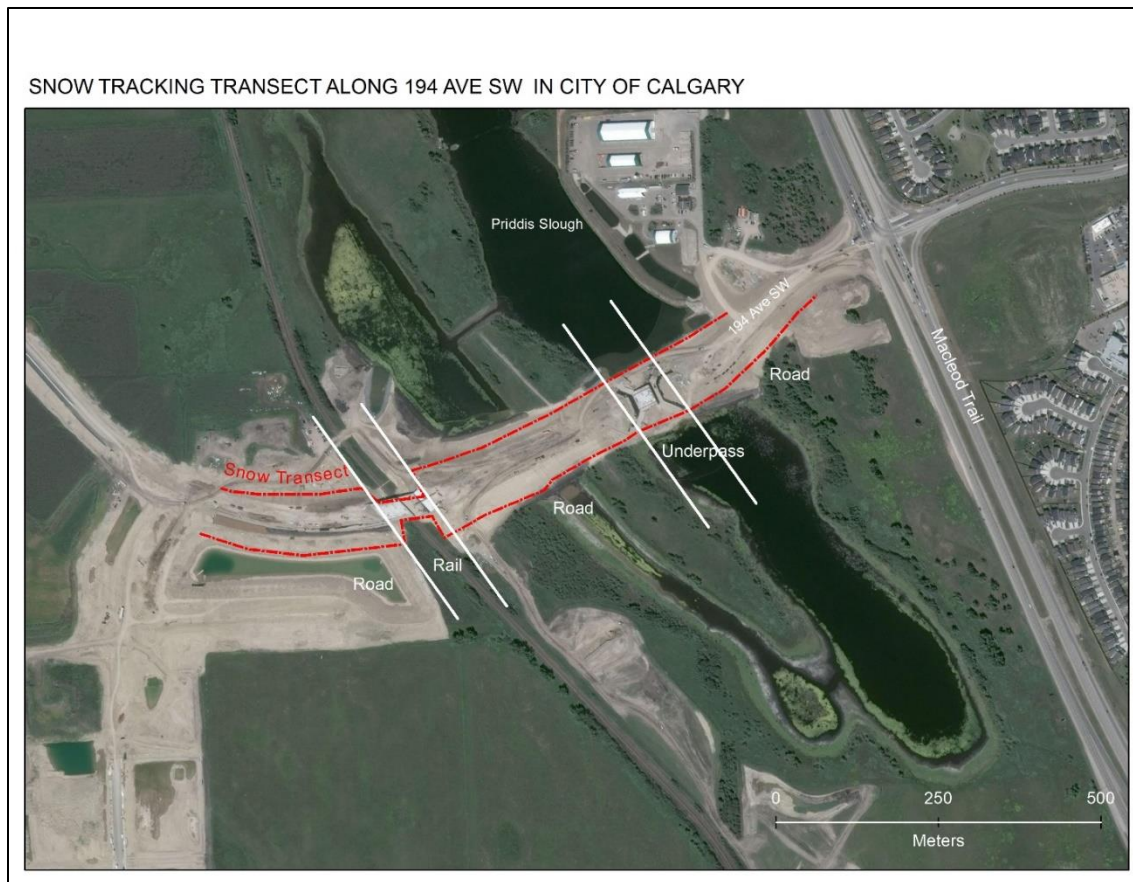 SNOW TRACKING TRANSECT ALONG 194 AVE SW IN CITY OF CALGARY
Priddis Slough
194 Ave SW
Macleod Trail
Road
Underpass
Snow Transect
Road
Rail
Road
0 250 500
Meters